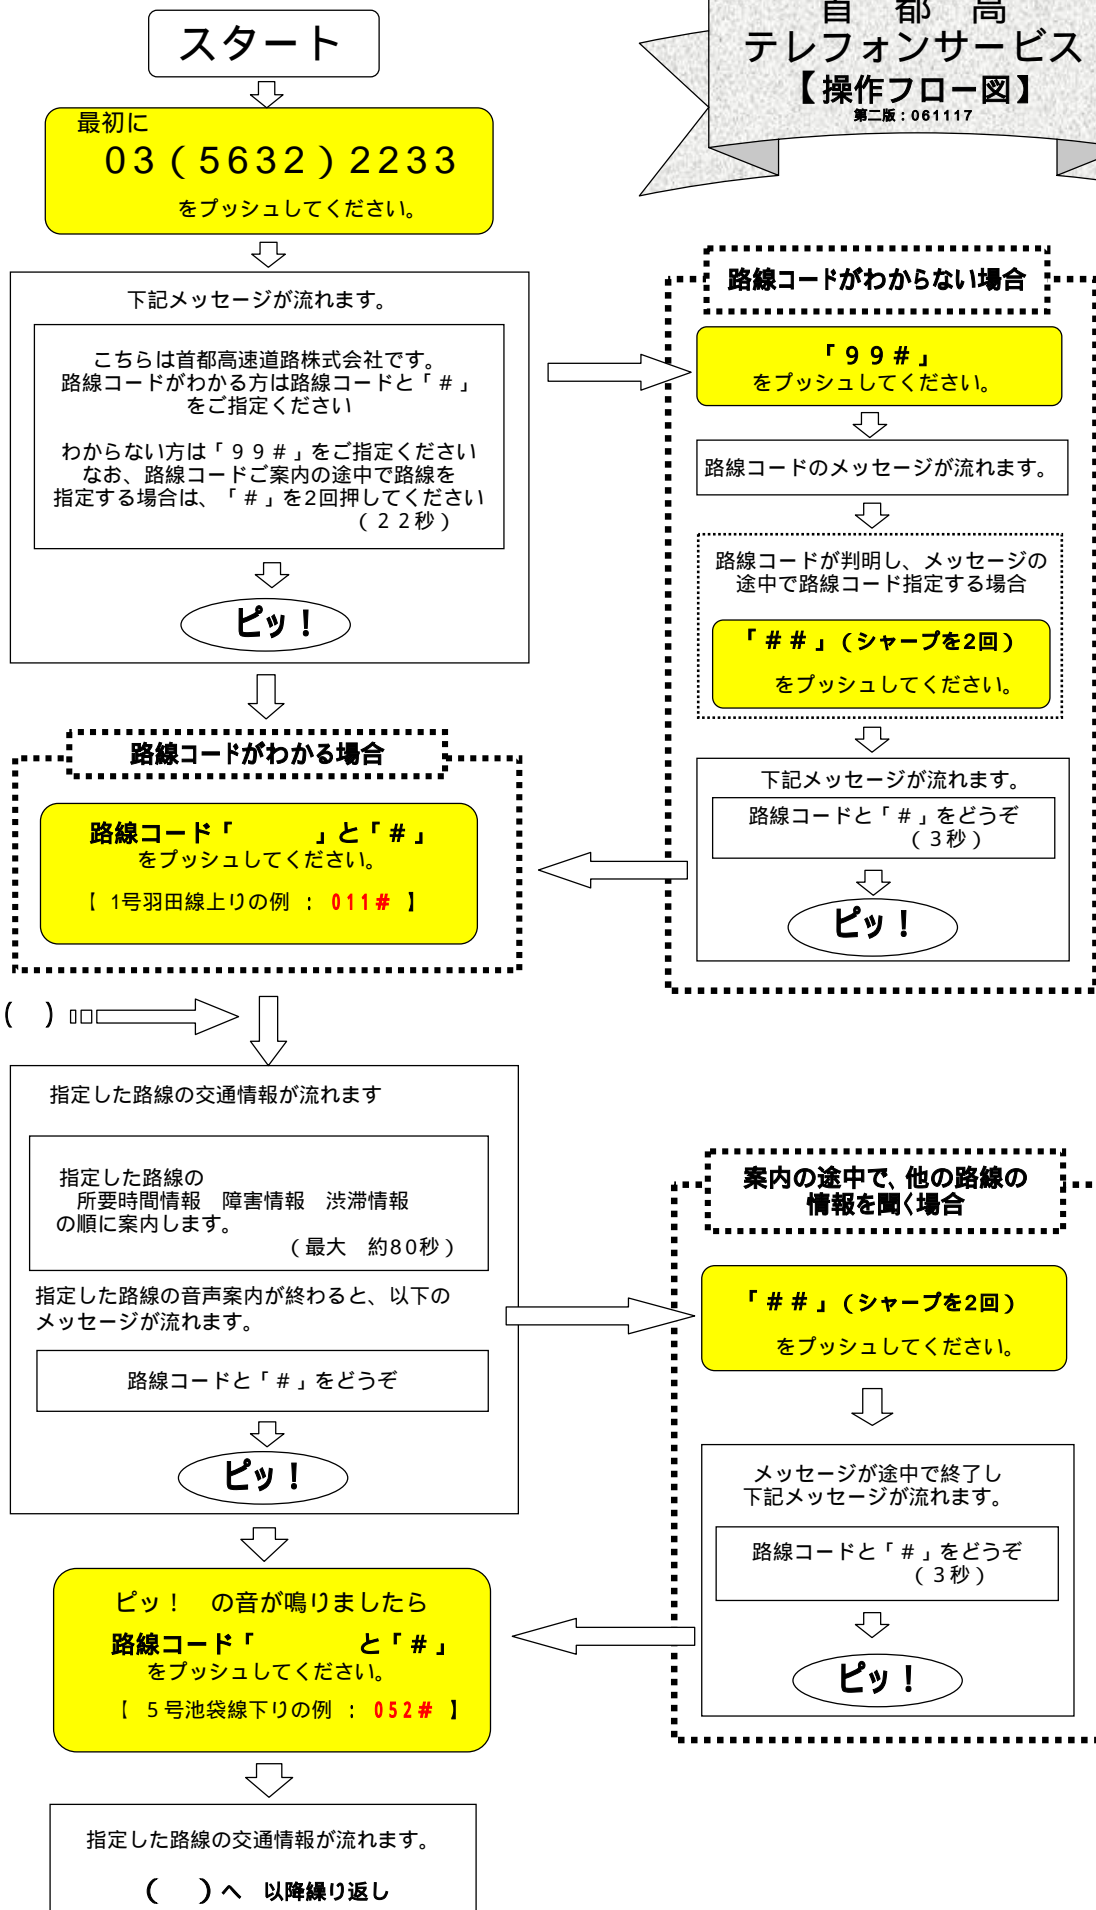 スタート
首 都 高
テレフォンサービス
【操作フロー図】
第二版：061117
最初に
03（5632）2233
をプッシュしてください。
下記メッセージが流れます。
こちらは首都高速道路株式会社です。
路線コードがわかる方は路線コードと「＃」
をご指定ください
わからない方は「９９＃」をご指定ください
なお、路線コードご案内の途中で路線を
指定する場合は、「＃」を2回押してください
（２２秒）
ピッ！
路線コードがわからない場合
「９９＃」
をプッシュしてください。
路線コードのメッセージが流れます。
路線コードが判明し、メッセージの
途中で路線コード指定する場合
「＃＃」（シャープを2回）
をプッシュしてください。
下記メッセージが流れます。
路線コードと「＃」をどうぞ
（３秒）
ピッ！
路線コードがわかる場合
路線コード「　　　」と「＃」
をプッシュしてください。
【 1号羽田線上りの例 ： 011# 】
（　）
指定した路線の交通情報が流れます
指定した路線の
所要時間情報　障害情報　渋滞情報
の順に案内します。
（最大　約80秒）
指定した路線の音声案内が終わると、以下の
メッセージが流れます。
路線コードと「＃」をどうぞ
ピッ！
案内の途中で、他の路線の
情報を聞く場合
「＃＃」（シャープを2回）
をプッシュしてください。
メッセージが途中で終了し
下記メッセージが流れます。
路線コードと「＃」をどうぞ
（３秒）
ピッ！
ピッ！　の音が鳴りましたら
路線コード「　　　　と「＃」
をプッシュしてください。
【 ５号池袋線下りの例 ： 052# 】
指定した路線の交通情報が流れます。
（　）へ　以降繰り返し